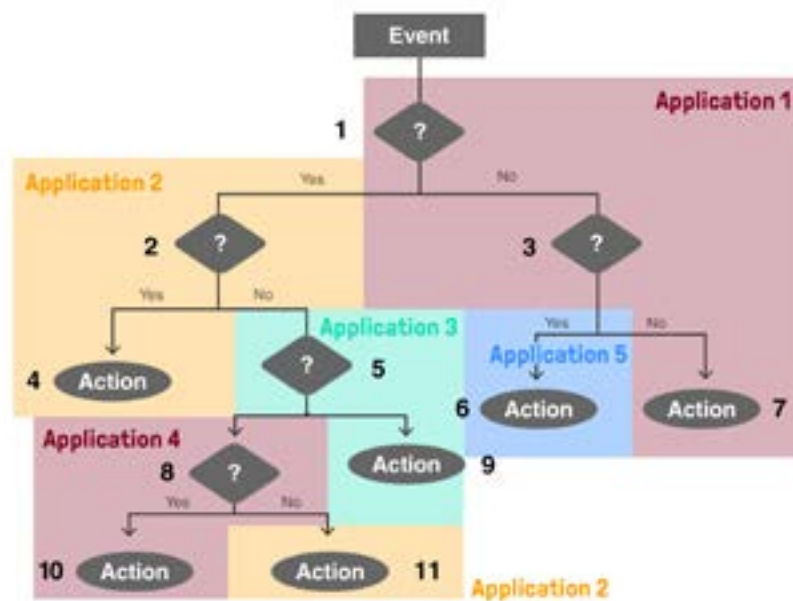 Event
Application 1
1
?
Application 2
Yes
No
2
?
3
?
Yes
No
Application 3
Yes
No
Application 5
4
Action
?
5
6
Action
Action
7
Application 4
8
?
Action
9
Yes
No
10
Action
Action
11
Application 2